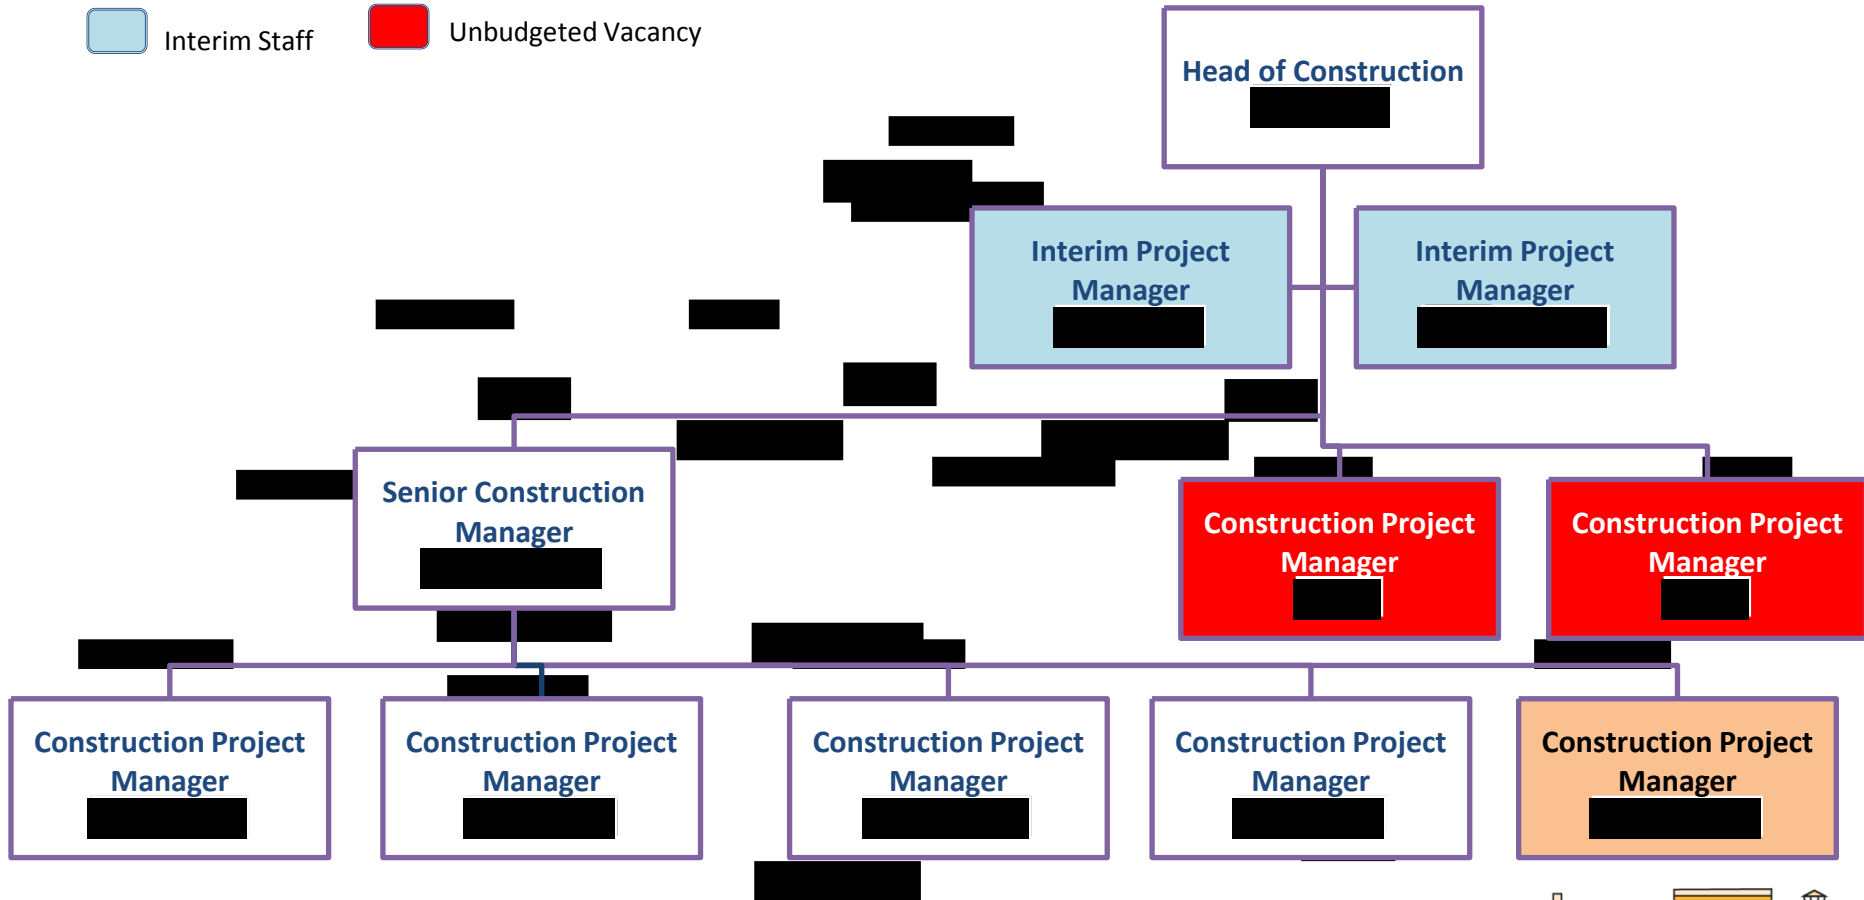 Interim Staff
Unbudgeted Vacancy
Head of Construction
Interim Project
Manager
Interim Project
Manager
Senior Construction
Manager
Construction Project
Manager
Construction Project
Manager
Construction Project
Manager
Construction Project
Manager
Construction Project
Manager
Construction Project
Manager
Construction Project
Manager